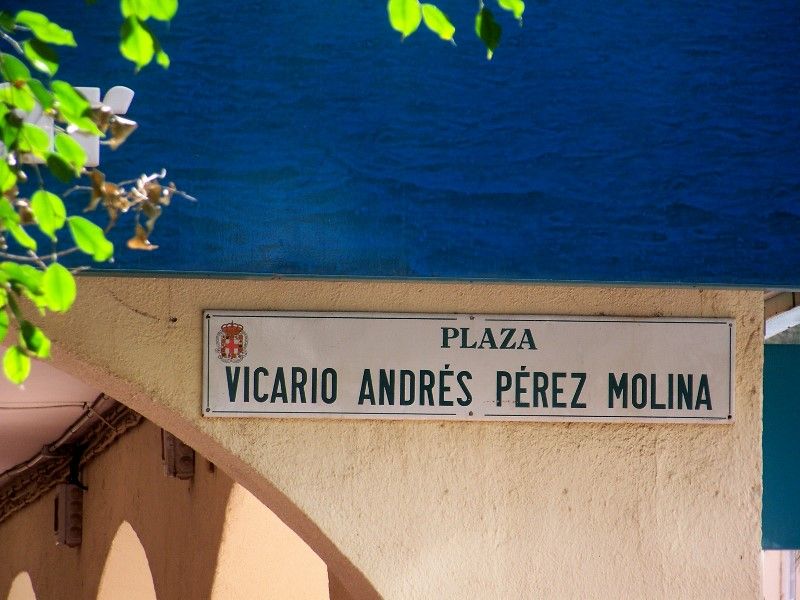 PLAZA
VICARIO ANDRÉS PÉREZ MOLINA